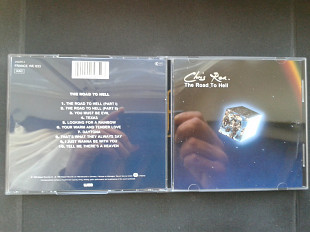 THE ROAD TO HELL
1. THE ROAD TO HELL (PART I)
2. THE ROAD TO HELL (PART II)
3. YOU MUST BE EVIL
4. TEXAS
5. LOOKING FOR A RAINBOW
6. YOUR WARM AND TENDER LOVE
7. DAYTONA
8. THAT'S WHAT THEY ALWAYS SAY
9. I JUST WANNA BE WITH YOU
10. TELL ME THERE'S A HEAVEN
Chris Rea.
The Road To Hell